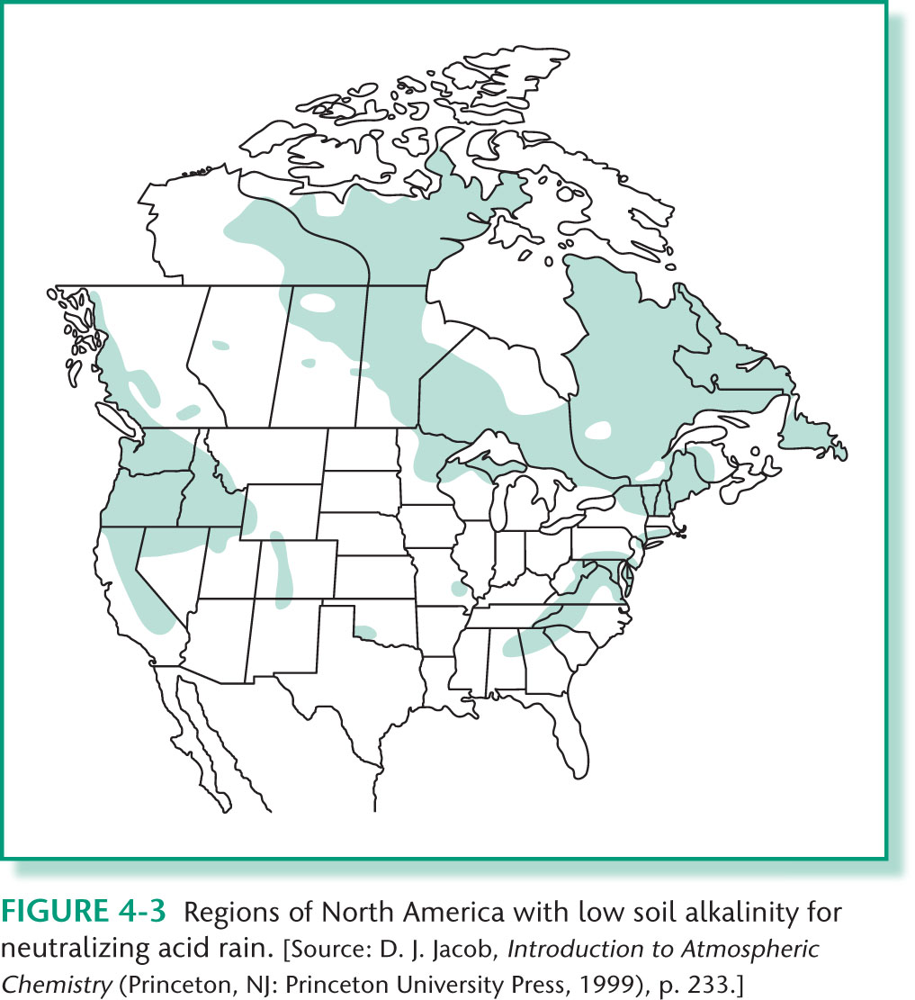 FIGURE 4-3 Regions of North America with low soil alkalinity for
neutralizing acid rain. [Source: D. J. Jacob, Introduction to Atmospheric
Chemistry (Princeton, NJ: Princeton University Press, 1999), p. 233.]